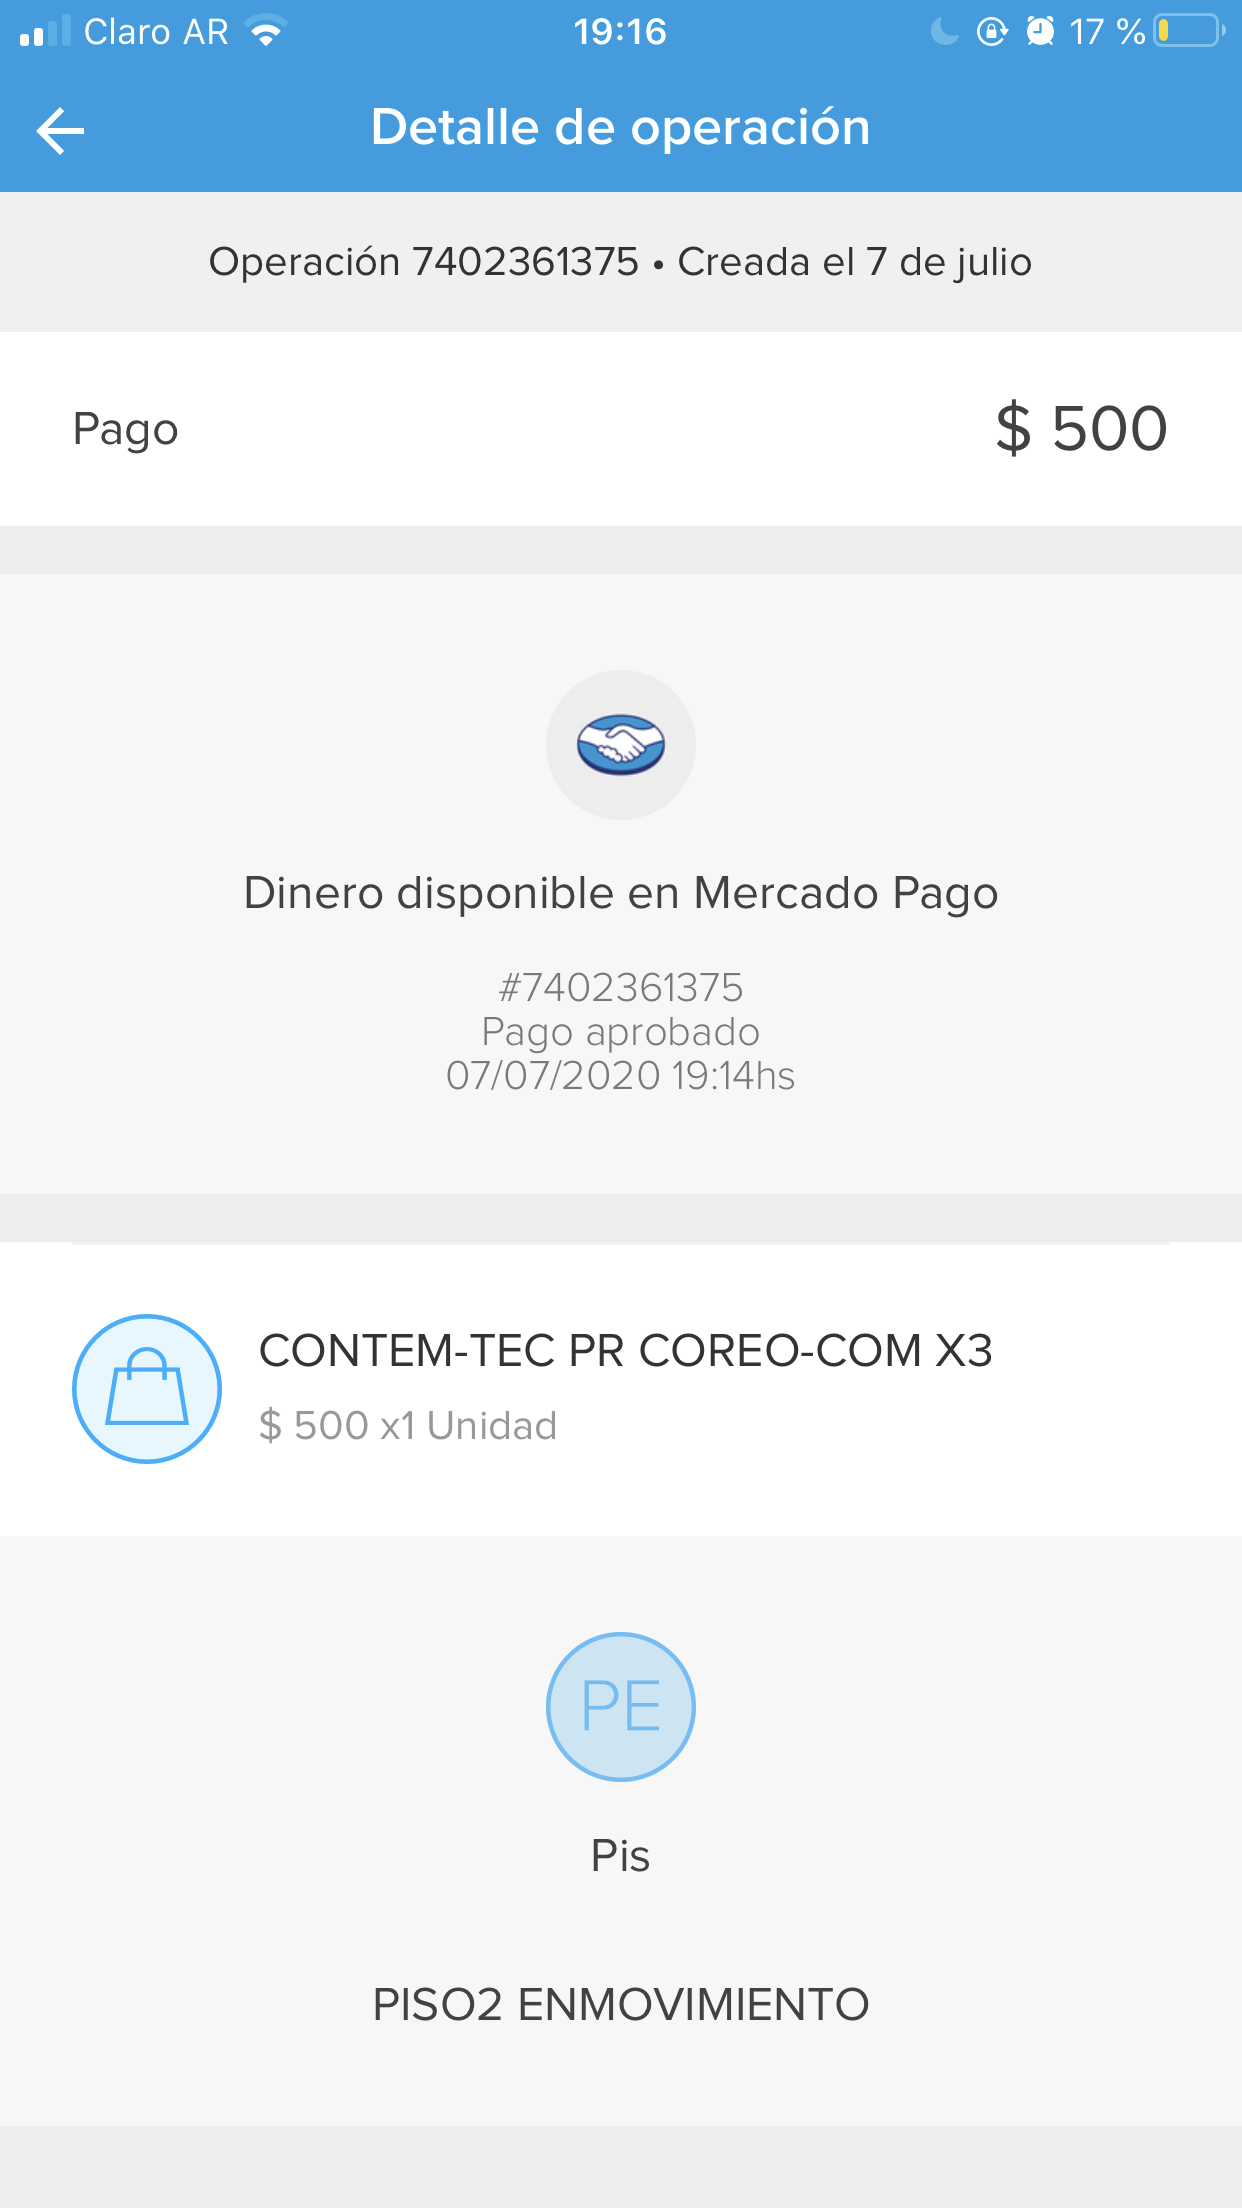 Claro AR
19:16
17 %
Detalle de operación
Operación 7402361375 • Creada el 7 de julio
Pago
$ 500
Dinero disponible en Mercado Pago
#7402361375
Pago aprobado
07/07/2020 19:14hs
CONTEM-TEC PR COREO-COM X3
$ 500 x1 Unidad
PE
Pis
PISO2 ENMOVIMIENTO